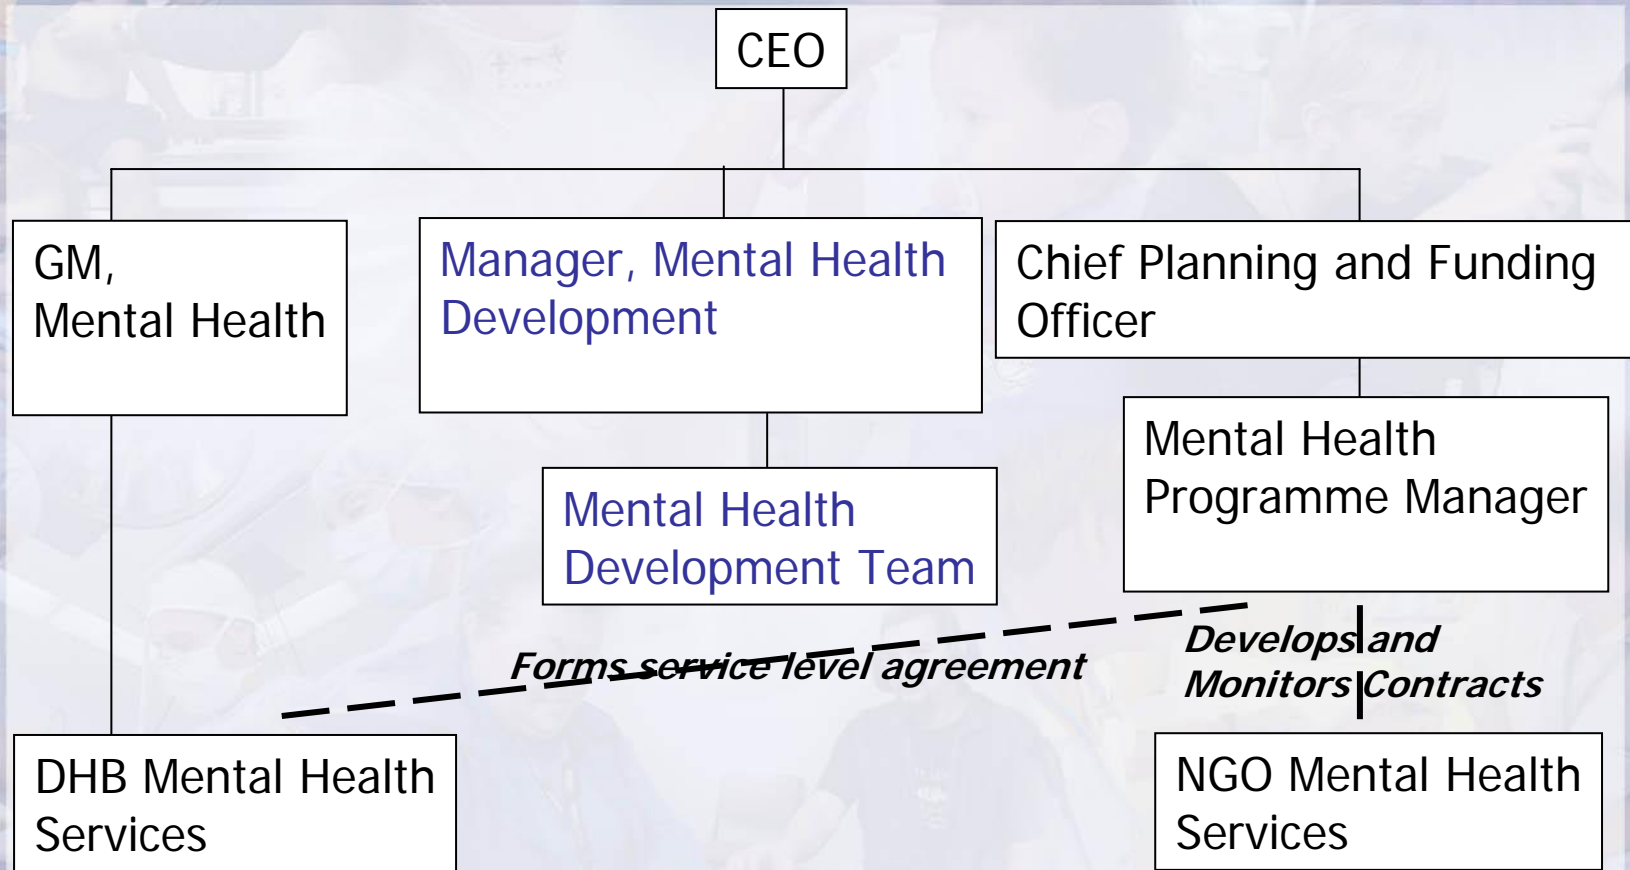 CEO
GM,
Mental Health
Manager, Mental Health
Development
Chief Planning and Funding
Officer
Mental Health
Development Team
Mental Health
Programme Manager
Forms service level agreement
Develops and
Monitors Contracts
DHB Mental Health
Services
NGO Mental Health
Services